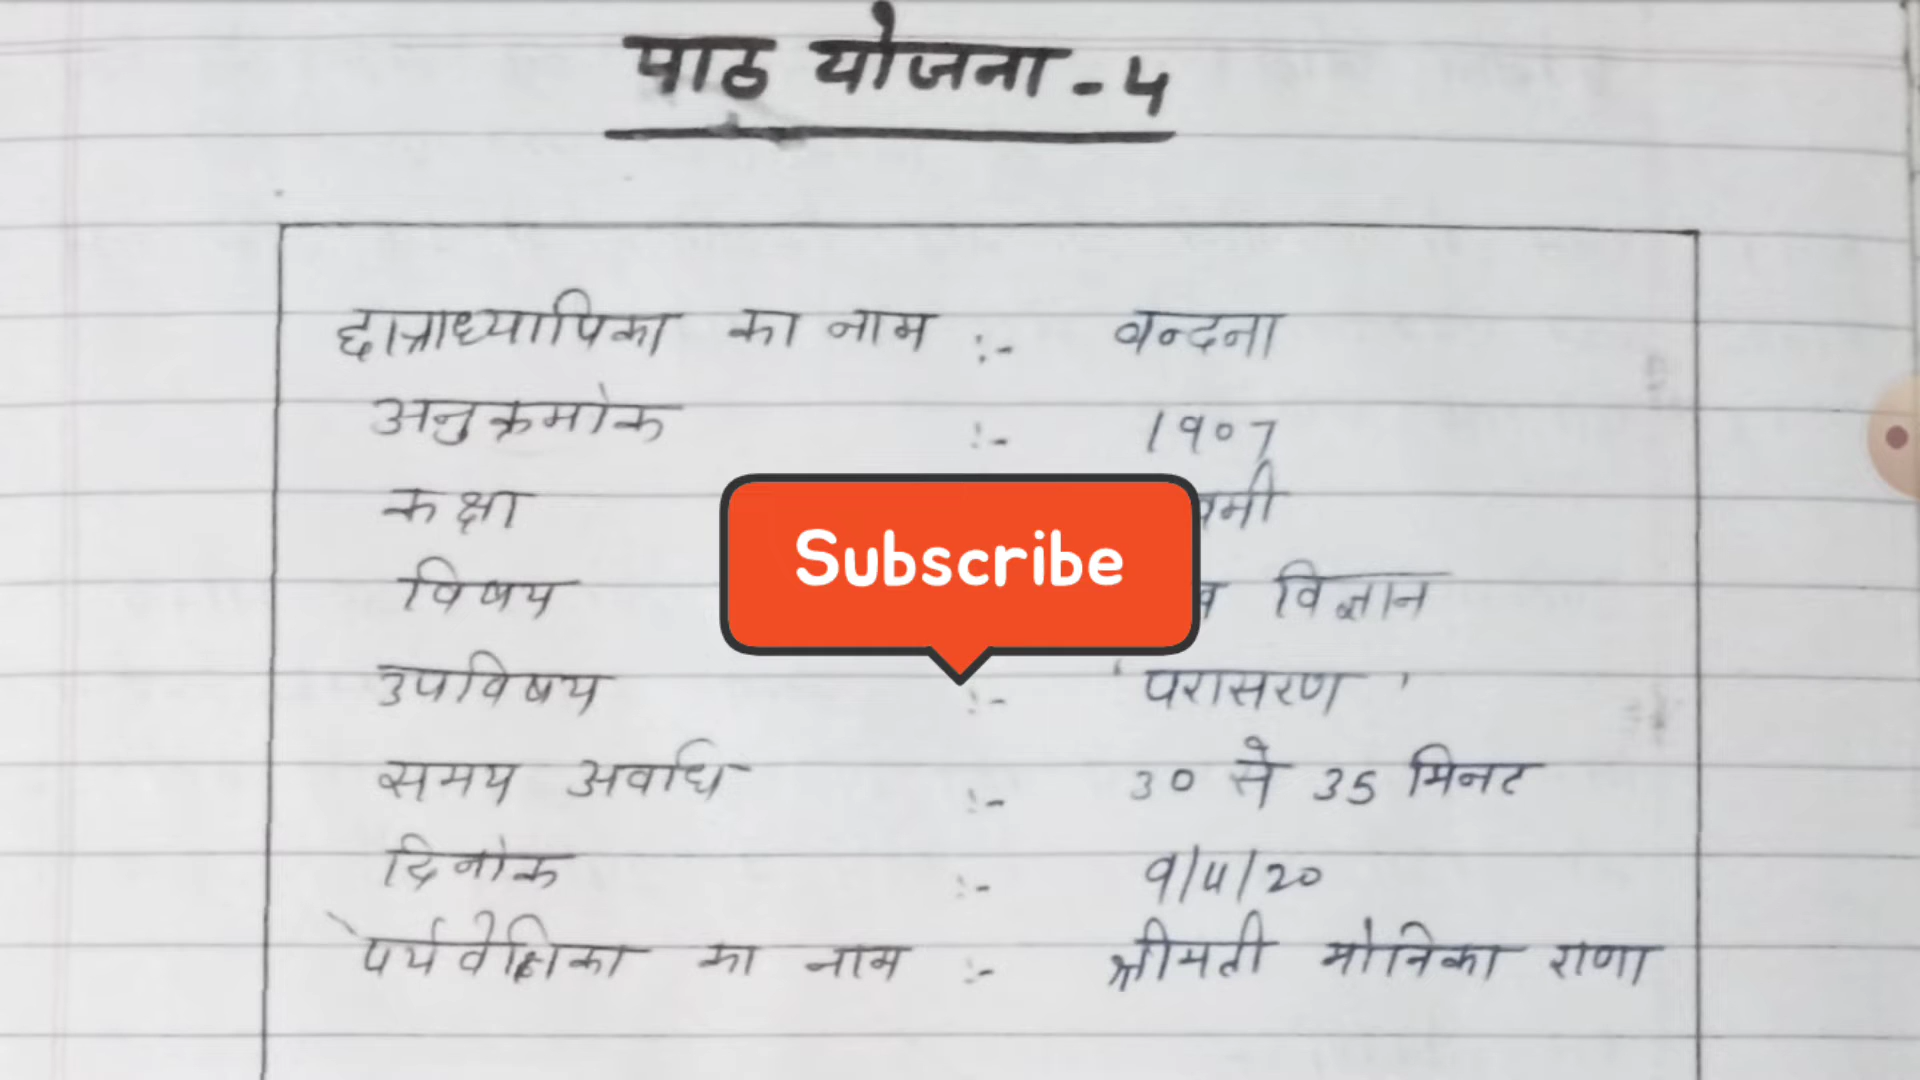 पाठ योजना - 4
छात्राध्यापिका का नाम :- वन्दना
अनुक्रमांक :- 1907
कक्षा
विषय विज्ञान
Subscribe
उपविषय :- ' परासरण '
समय अवधि :- 30 से 35 मिनट
दिनांक :- 9/4/20
पर्यवेक्षिका का नाम :- श्रीमती मोनिका राणा